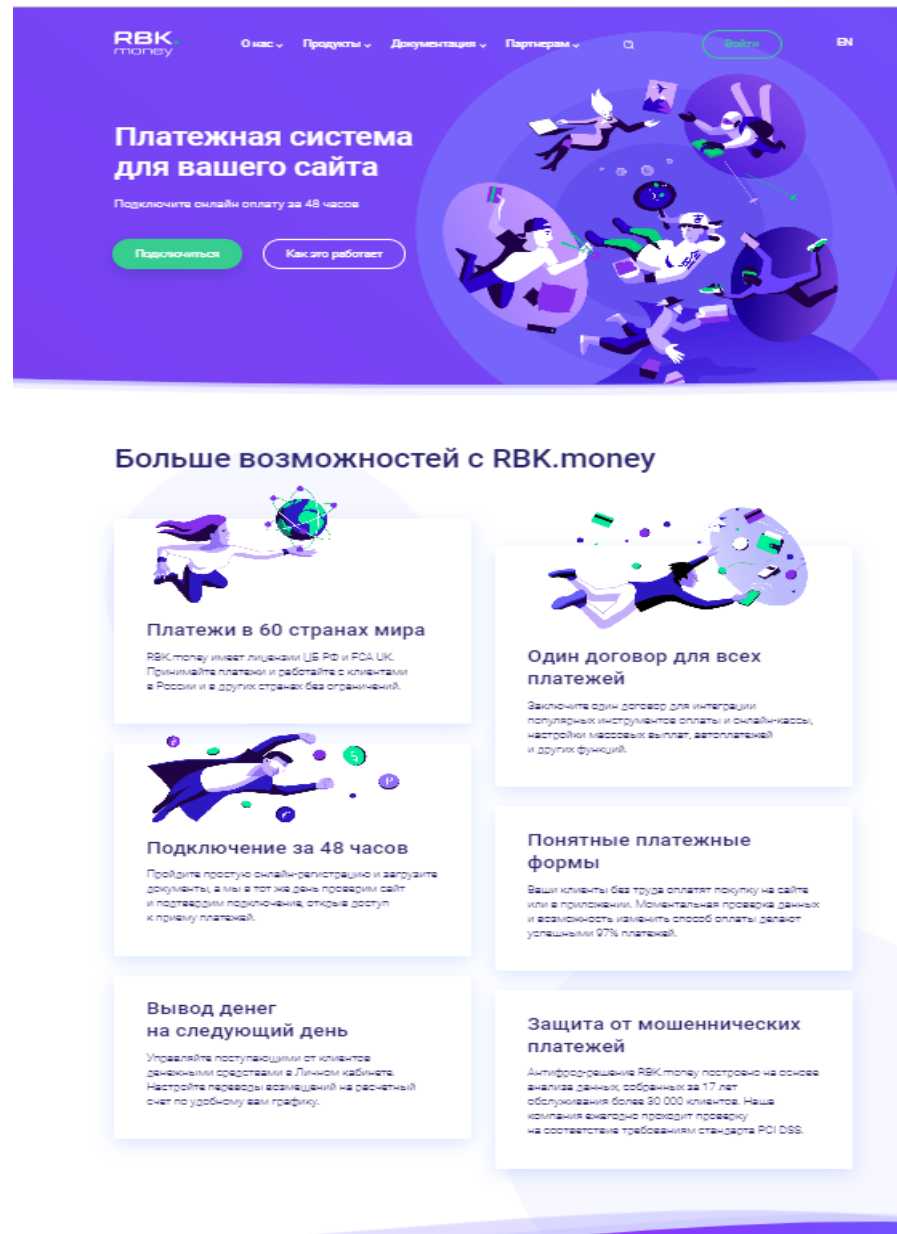 RBK.
money
О нас
Продукты
Документация
Партнерам
Войти
EN
Платежная система
для вашего сайта
Подключите онлайн оплату за 48 часов
Подключиться
Как это работает
Больше возможностей с RBK.money
Платежи в 60 странах мира
RBK.money имеет лицензии ЦБ РФ и FCA UK.
Принимайте платежи и работайте с клиентами
в России и в других странах без ограничений.
Один договор для всех
платежей
Заключите один договор для интеграции
популярных инструментов оплаты и онлайн-кассы,
настройки массовых выплат, автоплатежей
и других функций.
Подключение за 48 часов
Пройдите простую онлайн-регистрацию и загрузите
документы, а мы в тот же день проверим сайт
и подтвердим подключение, открыв доступ
к приему платежей.
Понятные платежные
формы
Ваши клиенты без труда оплатят покупку на сайте
или в приложении. Моментальная проверка данных
и возможность изменить способ оплаты делают
успешными 97% платежей.
Вывод денег
на следующий день
Управляйте поступающими от клиентов
денежными средствами в Личном кабинете.
Настройте переводы возмещений на расчетный
счет по удобному вам графику.
Защита от мошеннических
платежей
Антифрод-решение RBK.money построено на основе
анализа данных, собранных за 17 лет
обслуживания более 30 000 клиентов. Наша
компания ежегодно проходит проверку
на соответствие требованиям стандарта PCI DSS.